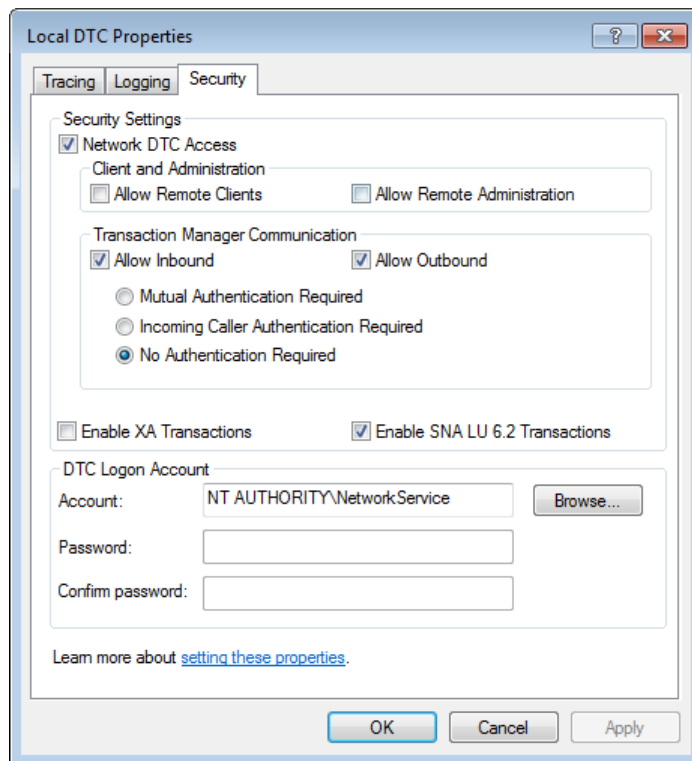 Local DTC Properties
Tracing Logging Security
Security Settings
Network DTC Access
Client and Administration
Allow Remote Clients Allow Remote Administration
Transaction Manager Communication
Allow Inbound Allow Outbound
Mutual Authentication Required
Incoming Caller Authentication Required
No Authentication Required
Enable XA Transactions Enable SNA LU 6.2 Transactions
DTC Logon Account
Account: NT AUTHORITY\NetworkService Browse...
Password:
Confirm password:
Learn more about setting these properties.
OK Cancel Apply